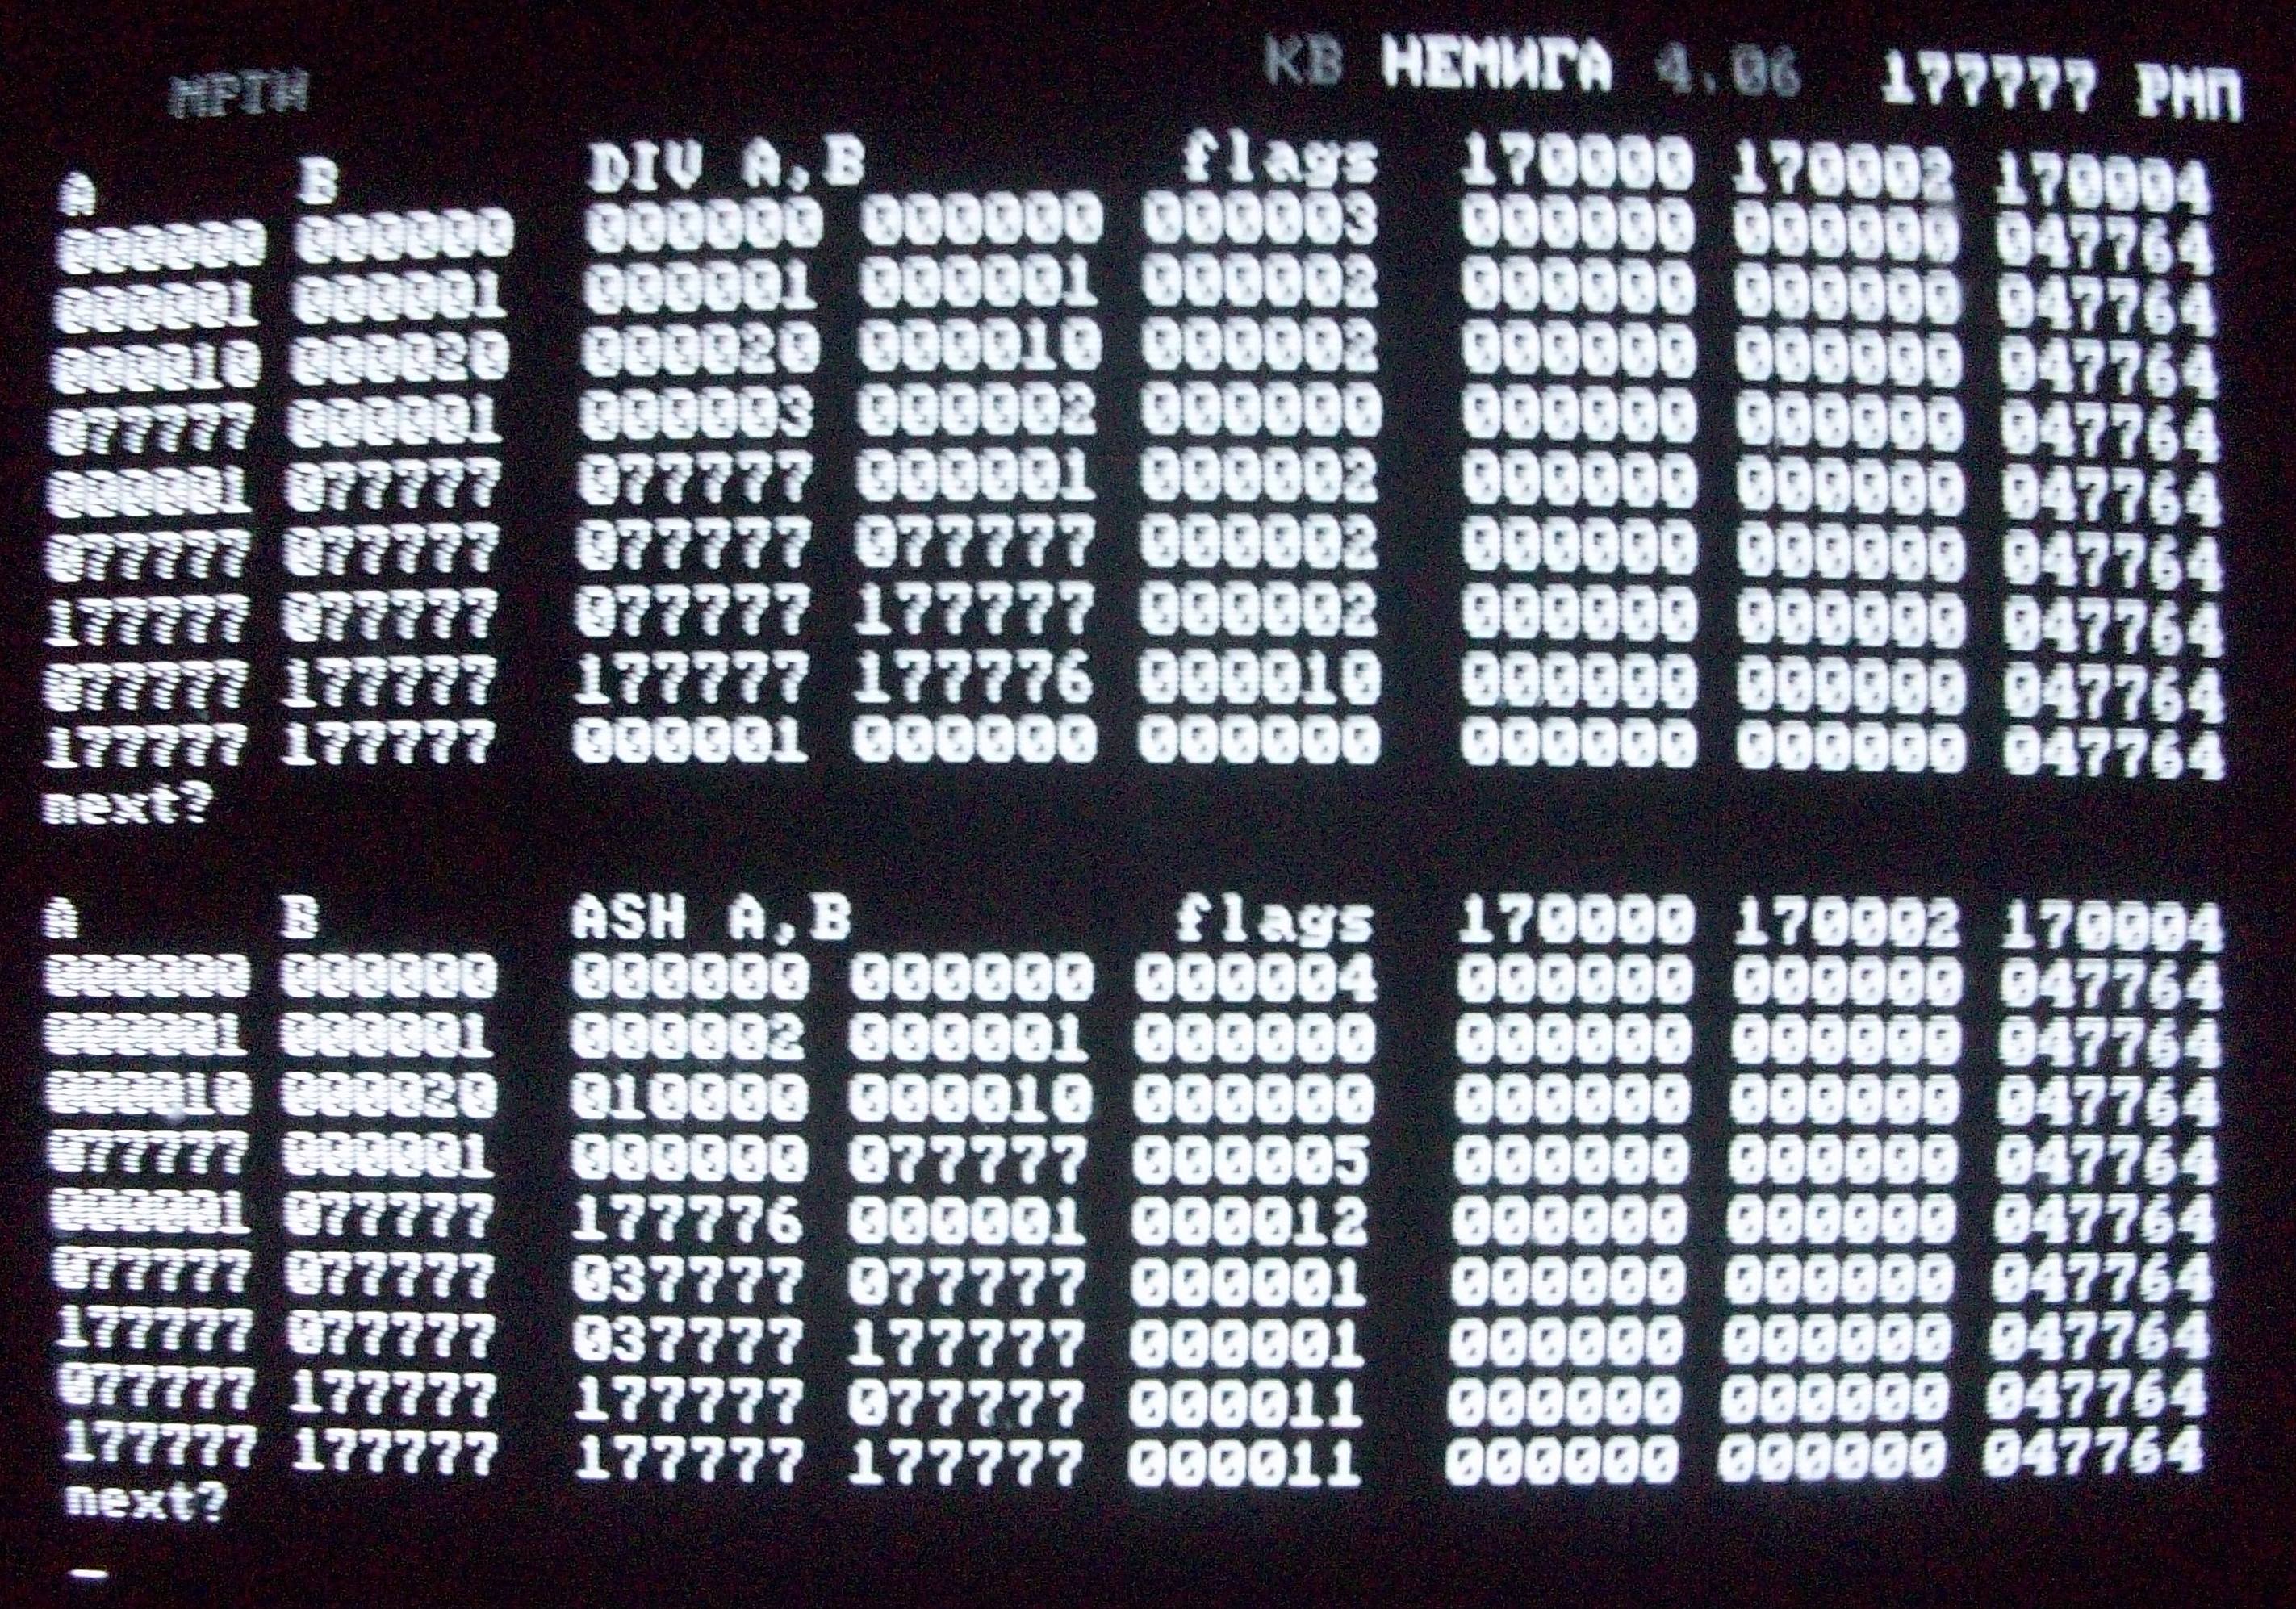 МРГИ КВ НЕМИГА 4.06 177777 РМП
A B DIV A,B flags 170000 170002 170004
000000 000000 000000 000000 000003 000000 000000 047764
000001 000001 000001 000001 000002 000000 000000 047764
000010 000020 000020 000010 000002 000000 000000 047764
077777 000001 000003 000002 000000 000000 000000 047764
000001 077777 077777 000001 000002 000000 000000 047764
077777 077777 077777 077777 000002 000000 000000 047764
177777 077777 077777 177777 000002 000000 000000 047764
077777 177777 177777 177776 000010 000000 000000 047764
177777 177777 000001 000000 000000 000000 000000 047764
next?
A B ASH A,B flags 170000 170002 170004
000000 000000 000000 000000 000004 000000 000000 047764
000001 000001 000002 000001 000000 000000 000000 047764
000010 000020 010000 000010 000000 000000 000000 047764
077777 000001 000000 077777 000005 000000 000000 047764
000001 077777 177776 000001 000012 000000 000000 047764
077777 077777 037777 077777 000001 000000 000000 047764
177777 077777 037777 177777 000001 000000 000000 047764
077777 177777 177777 077777 000011 000000 000000 047764
177777 177777 177777 177777 000011 000000 000000 047764
next?